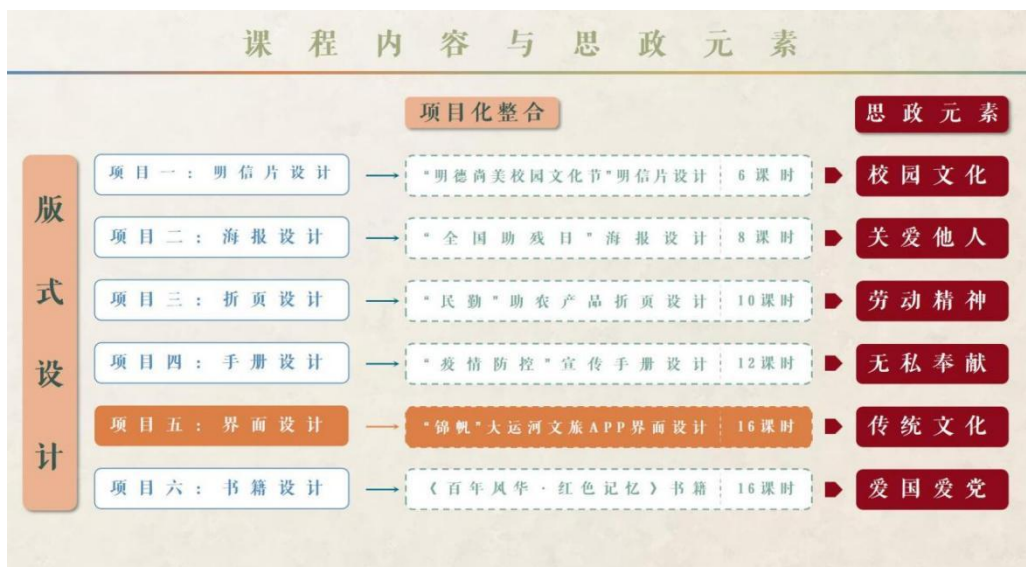 课程内容与思政元素
项目化整合
思政元素
版式设计
项目一：明信片设计
“明德尚美校园文化节”明信片设计 6课时
校园文化
项目二：海报设计
“全国助残日”海报设计 8课时
关爱他人
项目三：折页设计
“民勤”助农产品折页设计 10课时
劳动精神
项目四：手册设计
“疫情防控”宣传手册设计 12课时
无私奉献
项目五：界面设计
“锦帆”大运河文旅APP界面设计 16课时
传统文化
项目六：书籍设计
《百年风华·红色记忆》书籍 16课时
爱国爱党